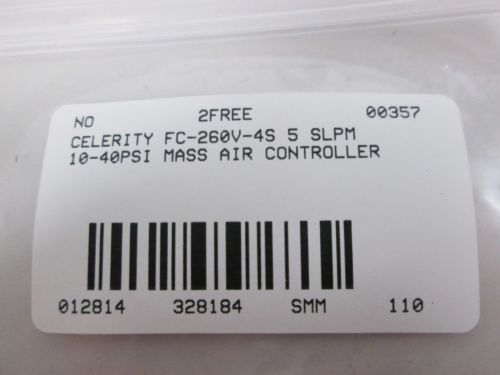 NO 2FREE 00357
CELERITY FC-260V-4S 5 SLPM
10-40PSI MASS AIR CONTROLLER
012814 328184 SMM 110